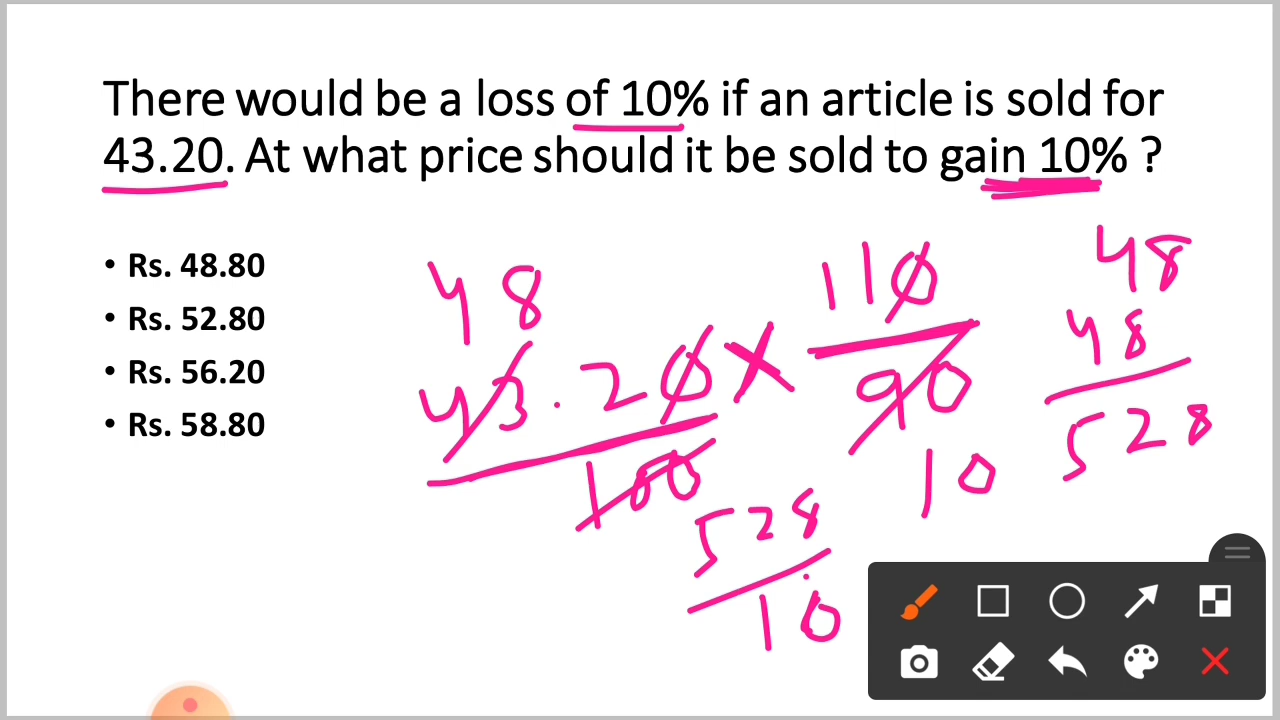 There would be a loss of 10% if an article is sold for
43.20. At what price should it be sold to gain 10% ?
• Rs. 48.80
• Rs. 52.80
• Rs. 56.20
• Rs. 58.80
48
43.20 × 110
100 90
10
528
10
48
48
528